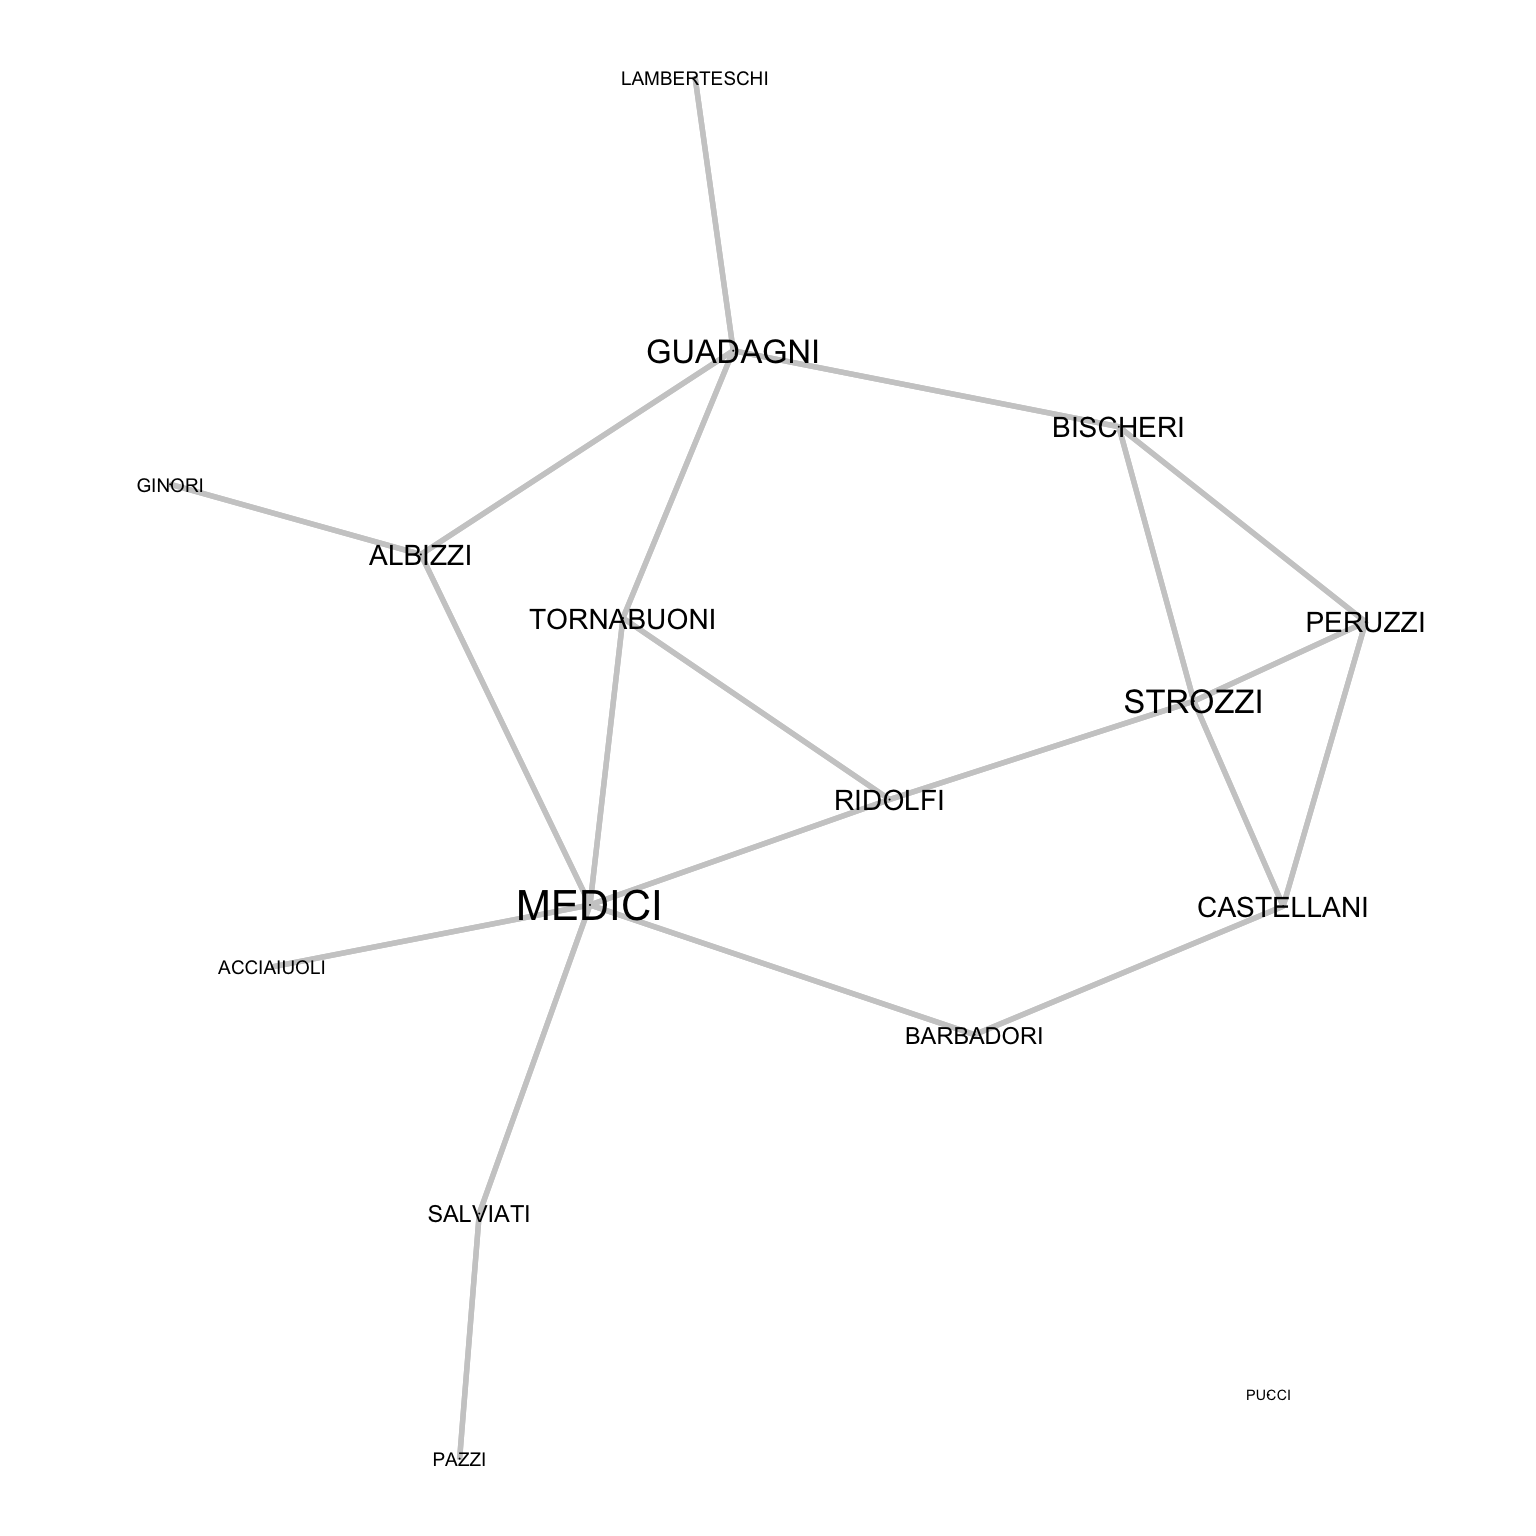 LAMBERTESCHI
GUADAGNI
BISCHERI
GINORI
ALBIZZI
TORNABUONI
PERUZZI
STROZZI
RIDOLFI
MEDICI
CASTELLANI
ACCIAIUOLI
BARBADORI
SALVIATI
PUCCI
PAZZI